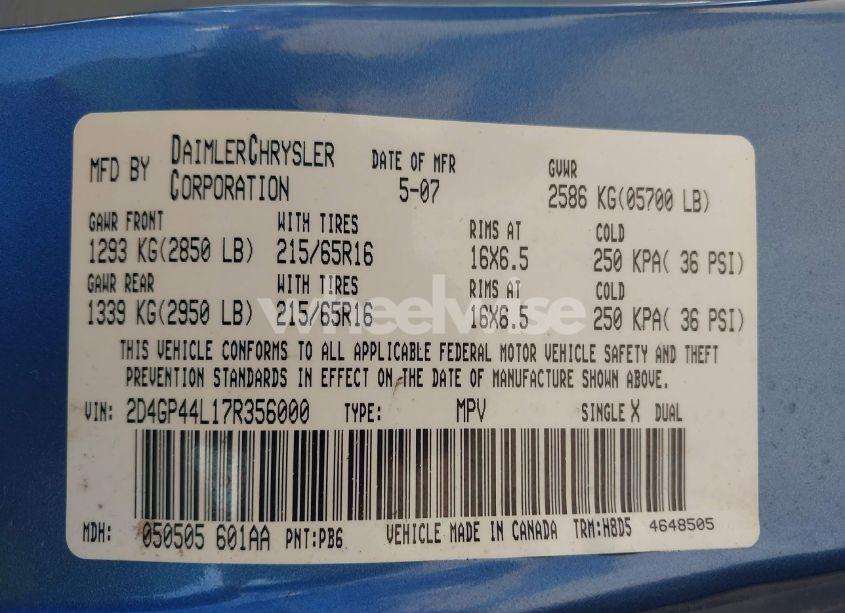 MFD BY DAIMLERCHRYSLER CORPORATION DATE OF MFR 5-07 GVWR 2586 KG(05700 LB)
GAWR FRONT WITH TIRES RIMS AT COLD
1293 KG(2850 LB) 215/65R16 16X6.5 250 KPA( 36 PSI)
GAWR REAR WITH TIRES RIMS AT COLD
1339 KG(2950 LB) 215/65R16 16X6.5 250 KPA( 36 PSI)
THIS VEHICLE CONFORMS TO ALL APPLICABLE FEDERAL MOTOR VEHICLE SAFETY AND THEFT
PREVENTION STANDARDS IN EFFECT ON THE DATE OF MANUFACTURE SHOWN ABOVE.
VIN: 2D4GP44L17R356000 TYPE: MPV SINGLE X DUAL
MDH: 050505 601AA PNT:PB6 VEHICLE MADE IN CANADA TRM:H8D5 4648505